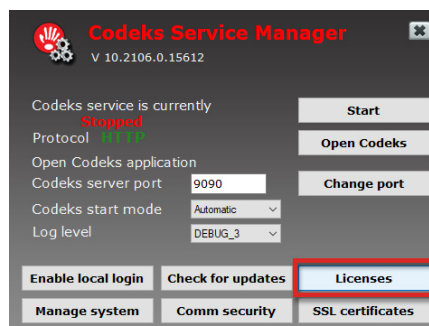 Codeks Service Manager
V 10.2106.0.15612
Codeks service is currently
Stopped
Start
Protocol HTTP
Open Codeks
Open Codeks application
Codeks server port 9090
Change port
Codeks start mode Automatic
Log level DEBUG_3
Enable local login Check for updates Licenses
Manage system Comm security SSL certificates